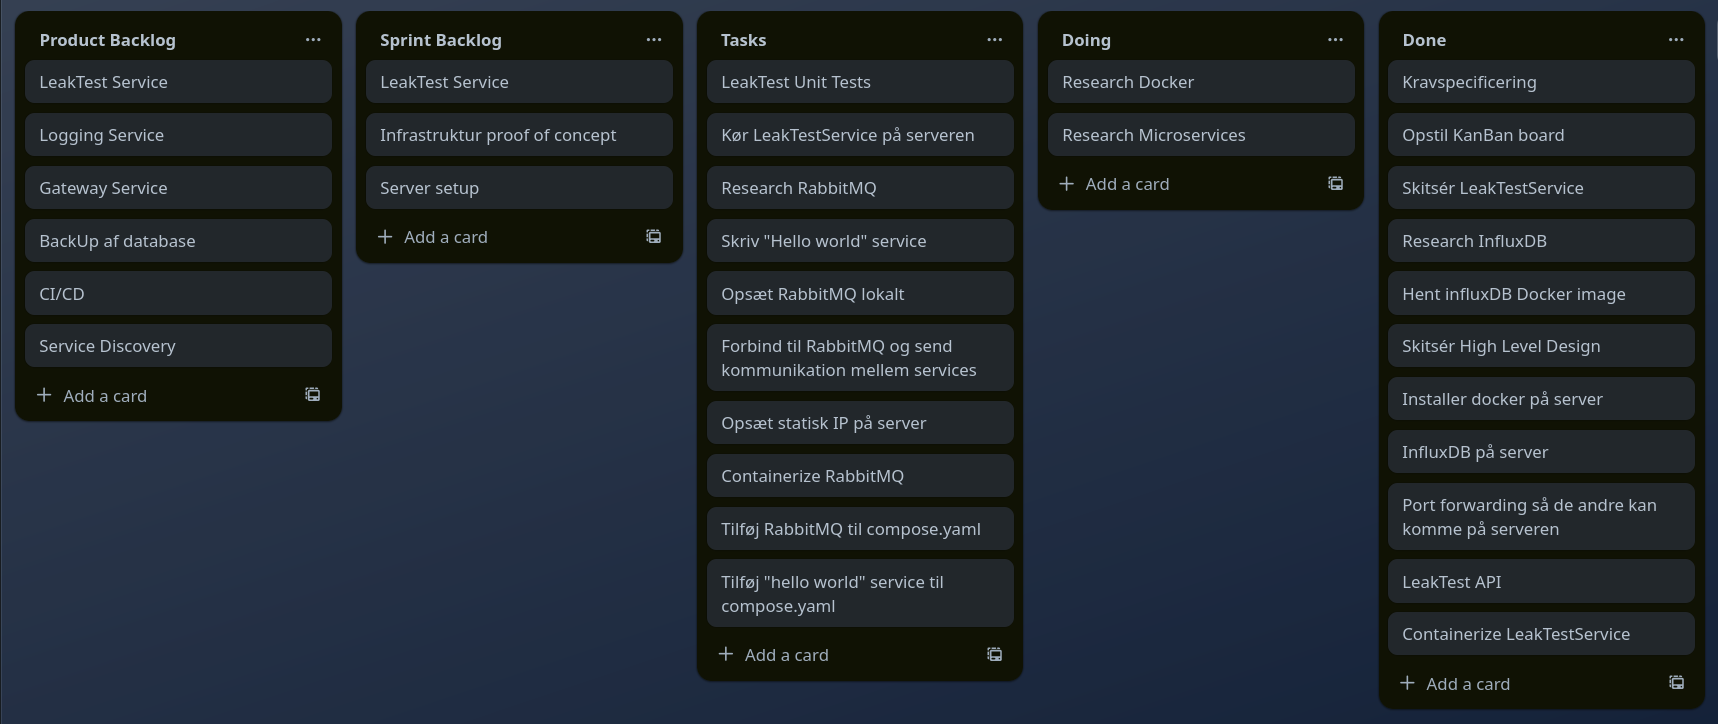 Product Backlog
LeakTest Service
Logging Service
Gateway Service
BackUp af database
CI/CD
Service Discovery
Add a card
Sprint Backlog
LeakTest Service
Infrastruktur proof of concept
Server setup
Add a card
Tasks
LeakTest Unit Tests
Kør LeakTestService på serveren
Research RabbitMQ
Skriv "Hello world" service
Opsæt RabbitMQ lokalt
Forbind til RabbitMQ og send
kommunikation mellem services
Opsæt statisk IP på server
Containerize RabbitMQ
Tilføj RabbitMQ til compose.yaml
Tilføj "hello world" service til
compose.yaml
Add a card
Doing
Research Docker
Research Microservices
Add a card
Done
Kravspecificering
Opstil KanBan board
Skitsér LeakTestService
Research InfluxDB
Hent influxDB Docker image
Skitsér High Level Design
Installer docker på server
InfluxDB på server
Port forwarding så de andre kan
komme på serveren
LeakTest API
Containerize LeakTestService
Add a card